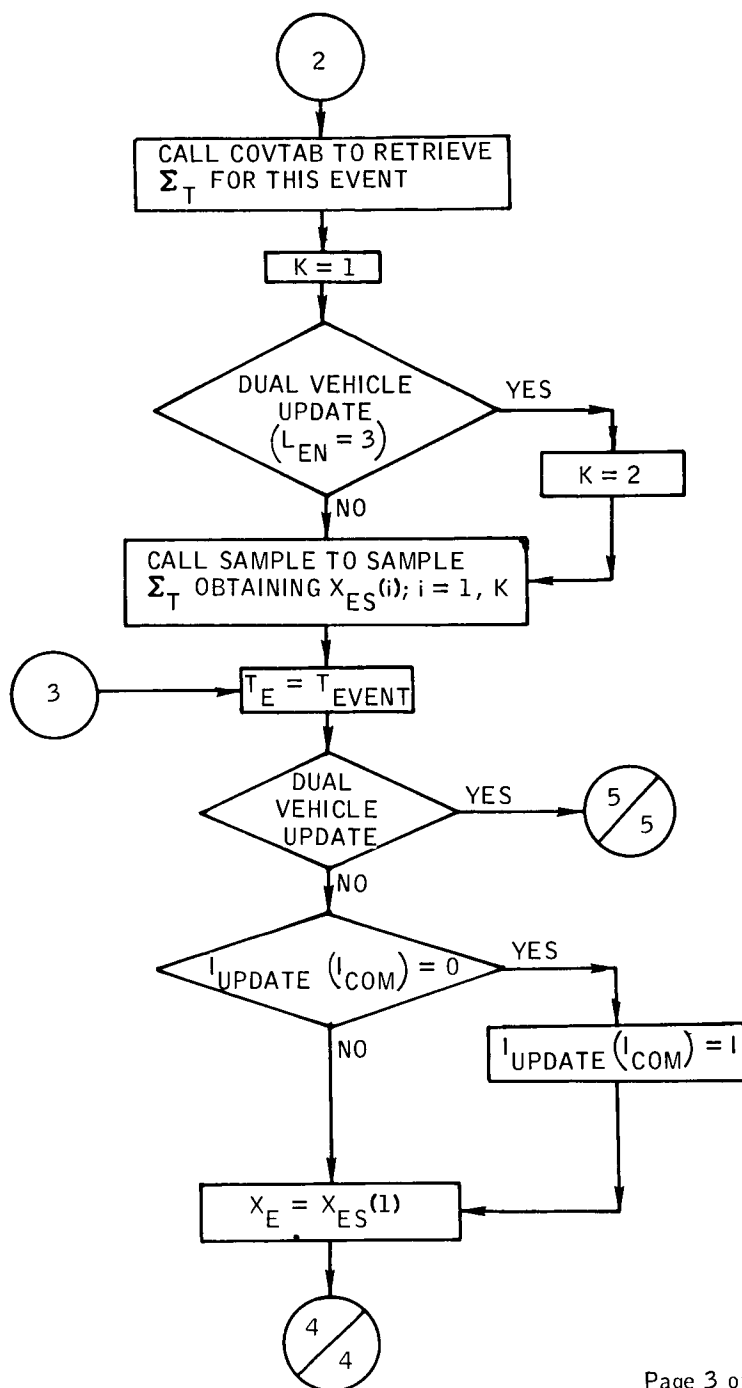 2
CALL COVTAB TO RETRIEVE
Σ_T FOR THIS EVENT
K = 1
DUAL VEHICLE
UPDATE
(L_EN = 3)
YES
K = 2
NO
CALL SAMPLE TO SAMPLE
Σ_T OBTAINING X_ES(i); i = 1, K
3
T_E = T_EVENT
DUAL
VEHICLE
UPDATE
YES
5
5
NO
I_UPDATE (I_COM) = 0
YES
I_UPDATE (I_COM) = 1
NO
X_E = X_ES(1)
4
4
Page 3 o